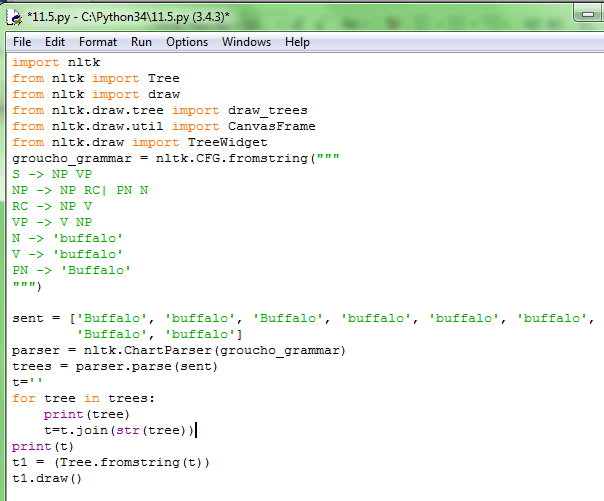 *11.5.py - C:\Python34\11.5.py (3.4.3)*
File Edit Format Run Options Windows Help
import nltk
from nltk import Tree
from nltk import draw
from nltk.draw.tree import draw_trees
from nltk.draw.util import CanvasFrame
from nltk.draw import TreeWidget
groucho_grammar = nltk.CFG.fromstring("""
S -> NP VP
NP -> NP RC| PN N
RC -> NP V
VP -> V NP
N -> 'buffalo'
V -> 'buffalo'
PN -> 'Buffalo'
""")

sent = ['Buffalo', 'buffalo', 'Buffalo', 'buffalo', 'buffalo', 'buffalo',
        'Buffalo', 'buffalo']
parser = nltk.ChartParser(groucho_grammar)
trees = parser.parse(sent)
t=''
for tree in trees:
    print(tree)
    t=t.join(str(tree))
print(t)
t1 = (Tree.fromstring(t))
t1.draw()